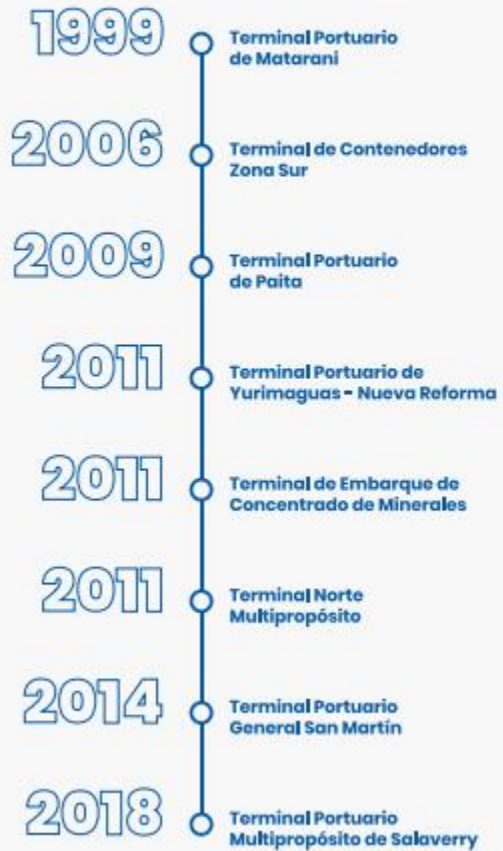 1999
Terminal Portuario
de Matarani
2006
Terminal de Contenedores
Zona Sur
2009
Terminal Portuario
de Paita
2011
Terminal Portuario de
Yurimaguas - Nueva Reforma
2011
Terminal de Embarque de
Concentrado de Minerales
2011
Terminal Norte
Multipropósito
2014
Terminal Portuario
General San Martín
2018
Terminal Portuario
Multipropósito de Salaverry